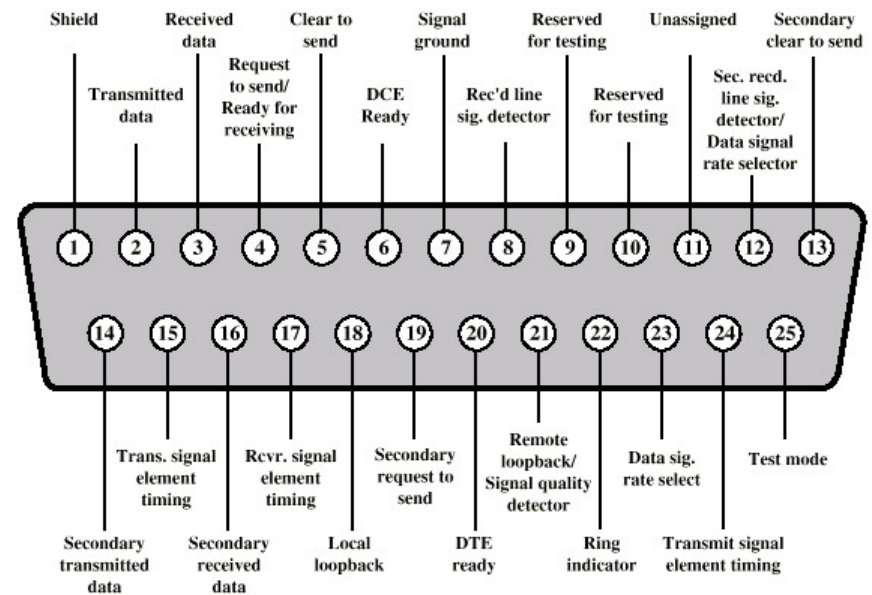 Shield
Transmitted
data
Received
data
Request
to send/
Ready for
receiving
Clear to
send
DCE
Ready
Signal
ground
Rec'd line
sig. detector
Reserved
for testing
Reserved
for testing
Unassigned
Sec. recd.
line sig.
detector/
Data signal
rate selector
Secondary
clear to send
1 2 3 4 5 6 7 8 9 10 11 12 13
14 15 16 17 18 19 20 21 22 23 24 25
Secondary
transmitted
data
Trans. signal
element
timing
Secondary
received
data
Rcvr. signal
element
timing
Local
loopback
Secondary
request to
send
DTE
ready
Remote
loopback/
Signal quality
detector
Ring
indicator
Data sig.
rate select
Transmit signal
element timing
Test mode